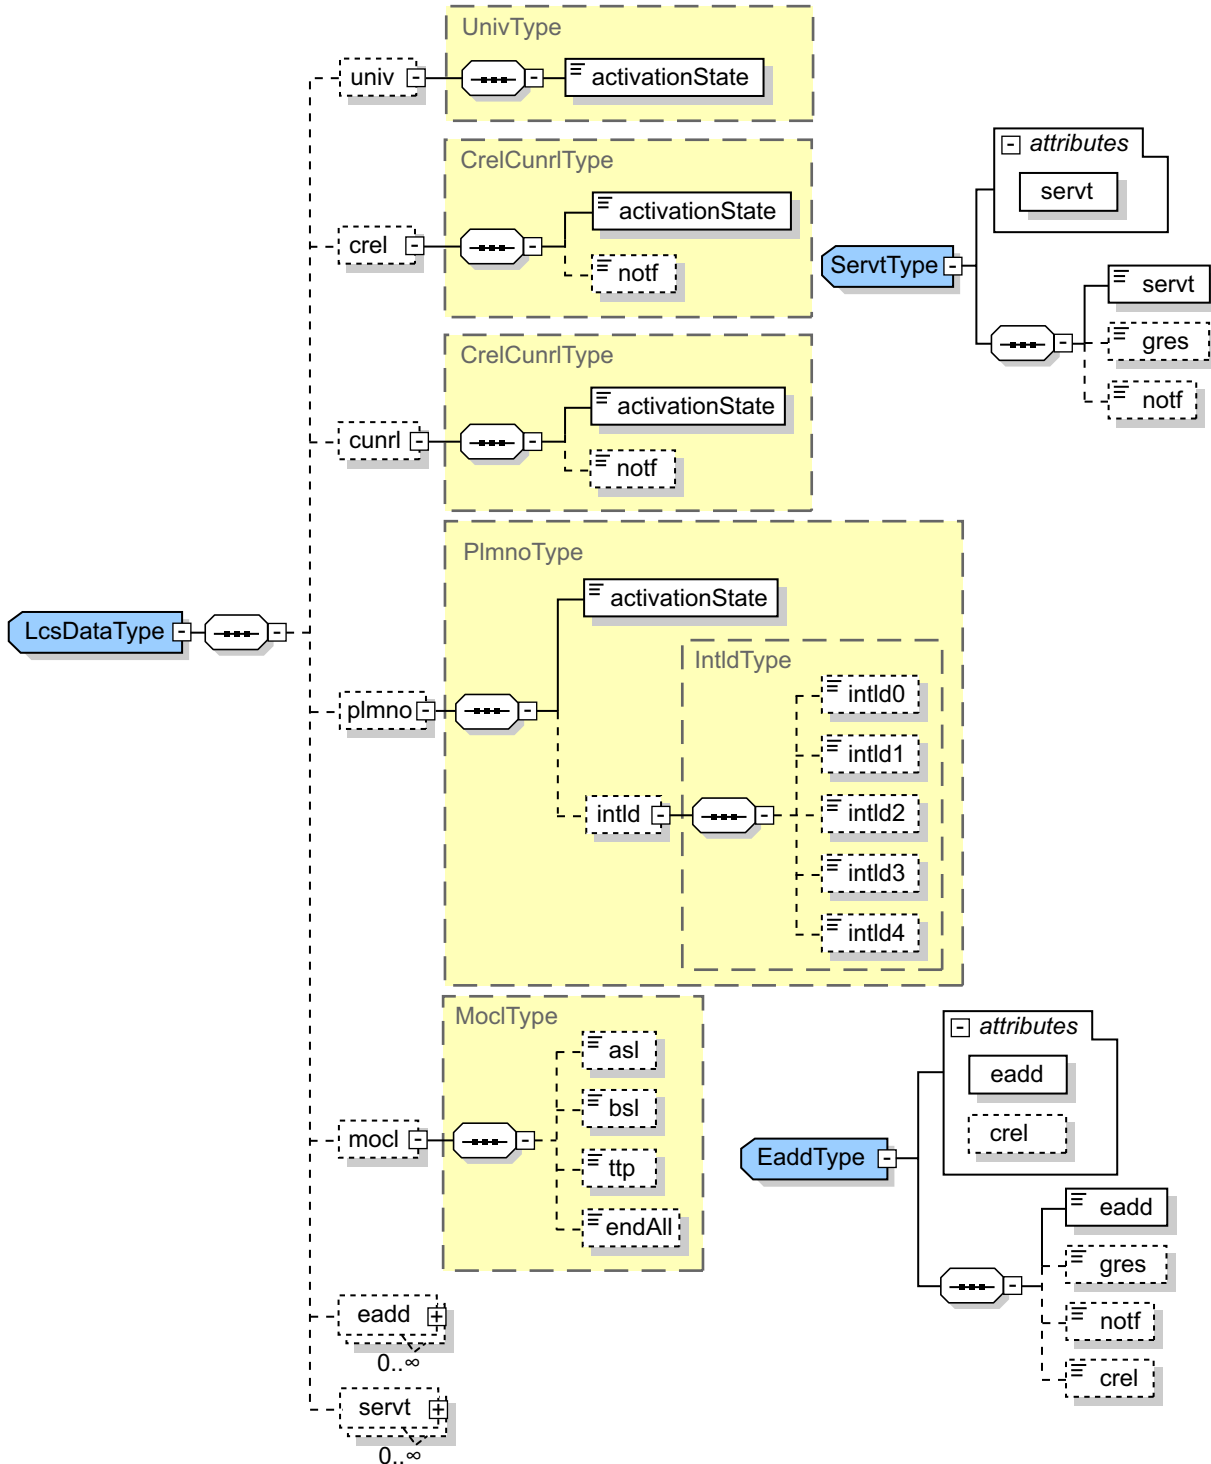 UnivType
univ
activationState
CrelCunrlType
crel
activationState
notf
CrelCunrlType
cunrl
activationState
notf
attributes
servt
ServtType
servt
gres
notf
LcsDataType
PlmnoType
activationState
plmno
IntIdType
intId
intId0
intId1
intId2
intId3
intId4
MoclType
mocl
asl
bsl
ttp
endAll
attributes
eadd
crel
EaddType
eadd
gres
notf
crel
eadd
0..∞
servt
0..∞